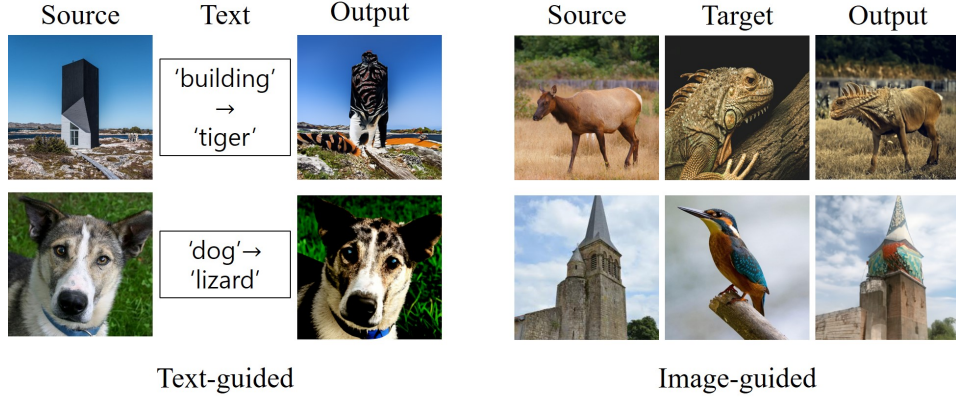 Source Text Output
'building'
→
'tiger'
'dog'→
'lizard'
Text-guided
Source Target Output
Image-guided